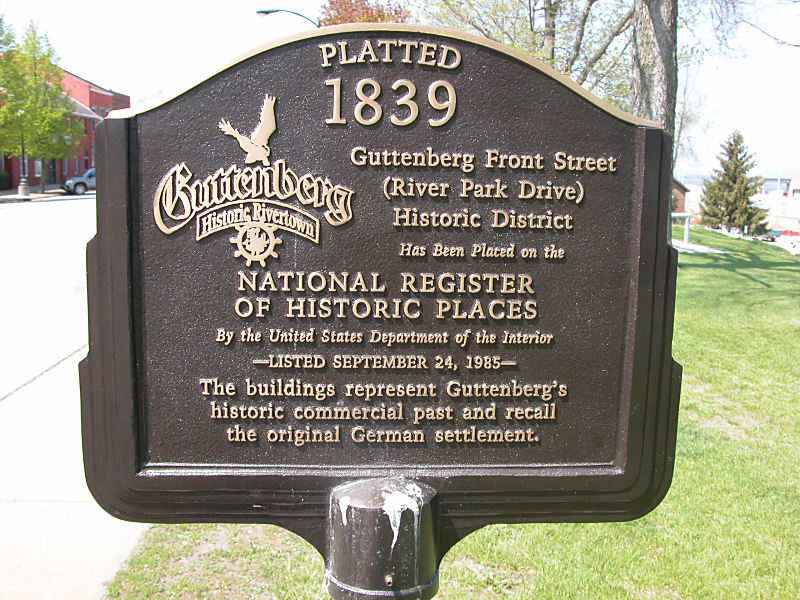 PLATTED
1839
Guttenberg
Historic Rivertown
Guttenberg Front Street
(River Park Drive)
Historic District
Has Been Placed on the
NATIONAL REGISTER
OF HISTORIC PLACES
By the United States Department of the Interior
—LISTED SEPTEMBER 24, 1985—
The buildings represent Guttenberg's
historic commercial past and recall
the original German settlement.